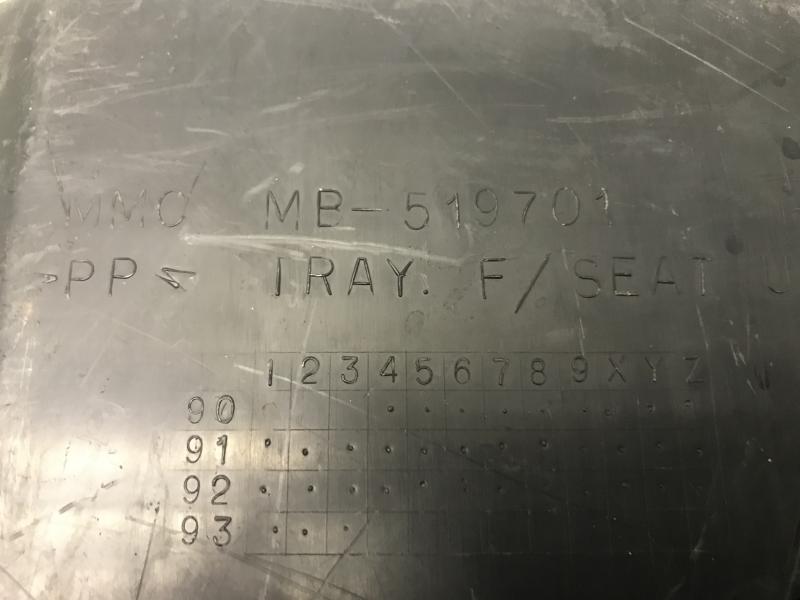 MMC MB-519701
>PP< TRAY. F/SEAT U
1 2 3 4 5 6 7 8 9 X Y Z
90
91
92
93